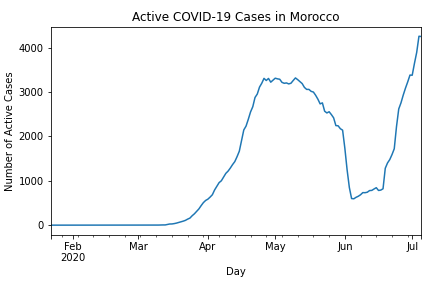 Active COVID-19 Cases in Morocco
Number of Active Cases
4000
3000
2000
1000
0
Feb Mar Apr May Jun Jul
2020
Day